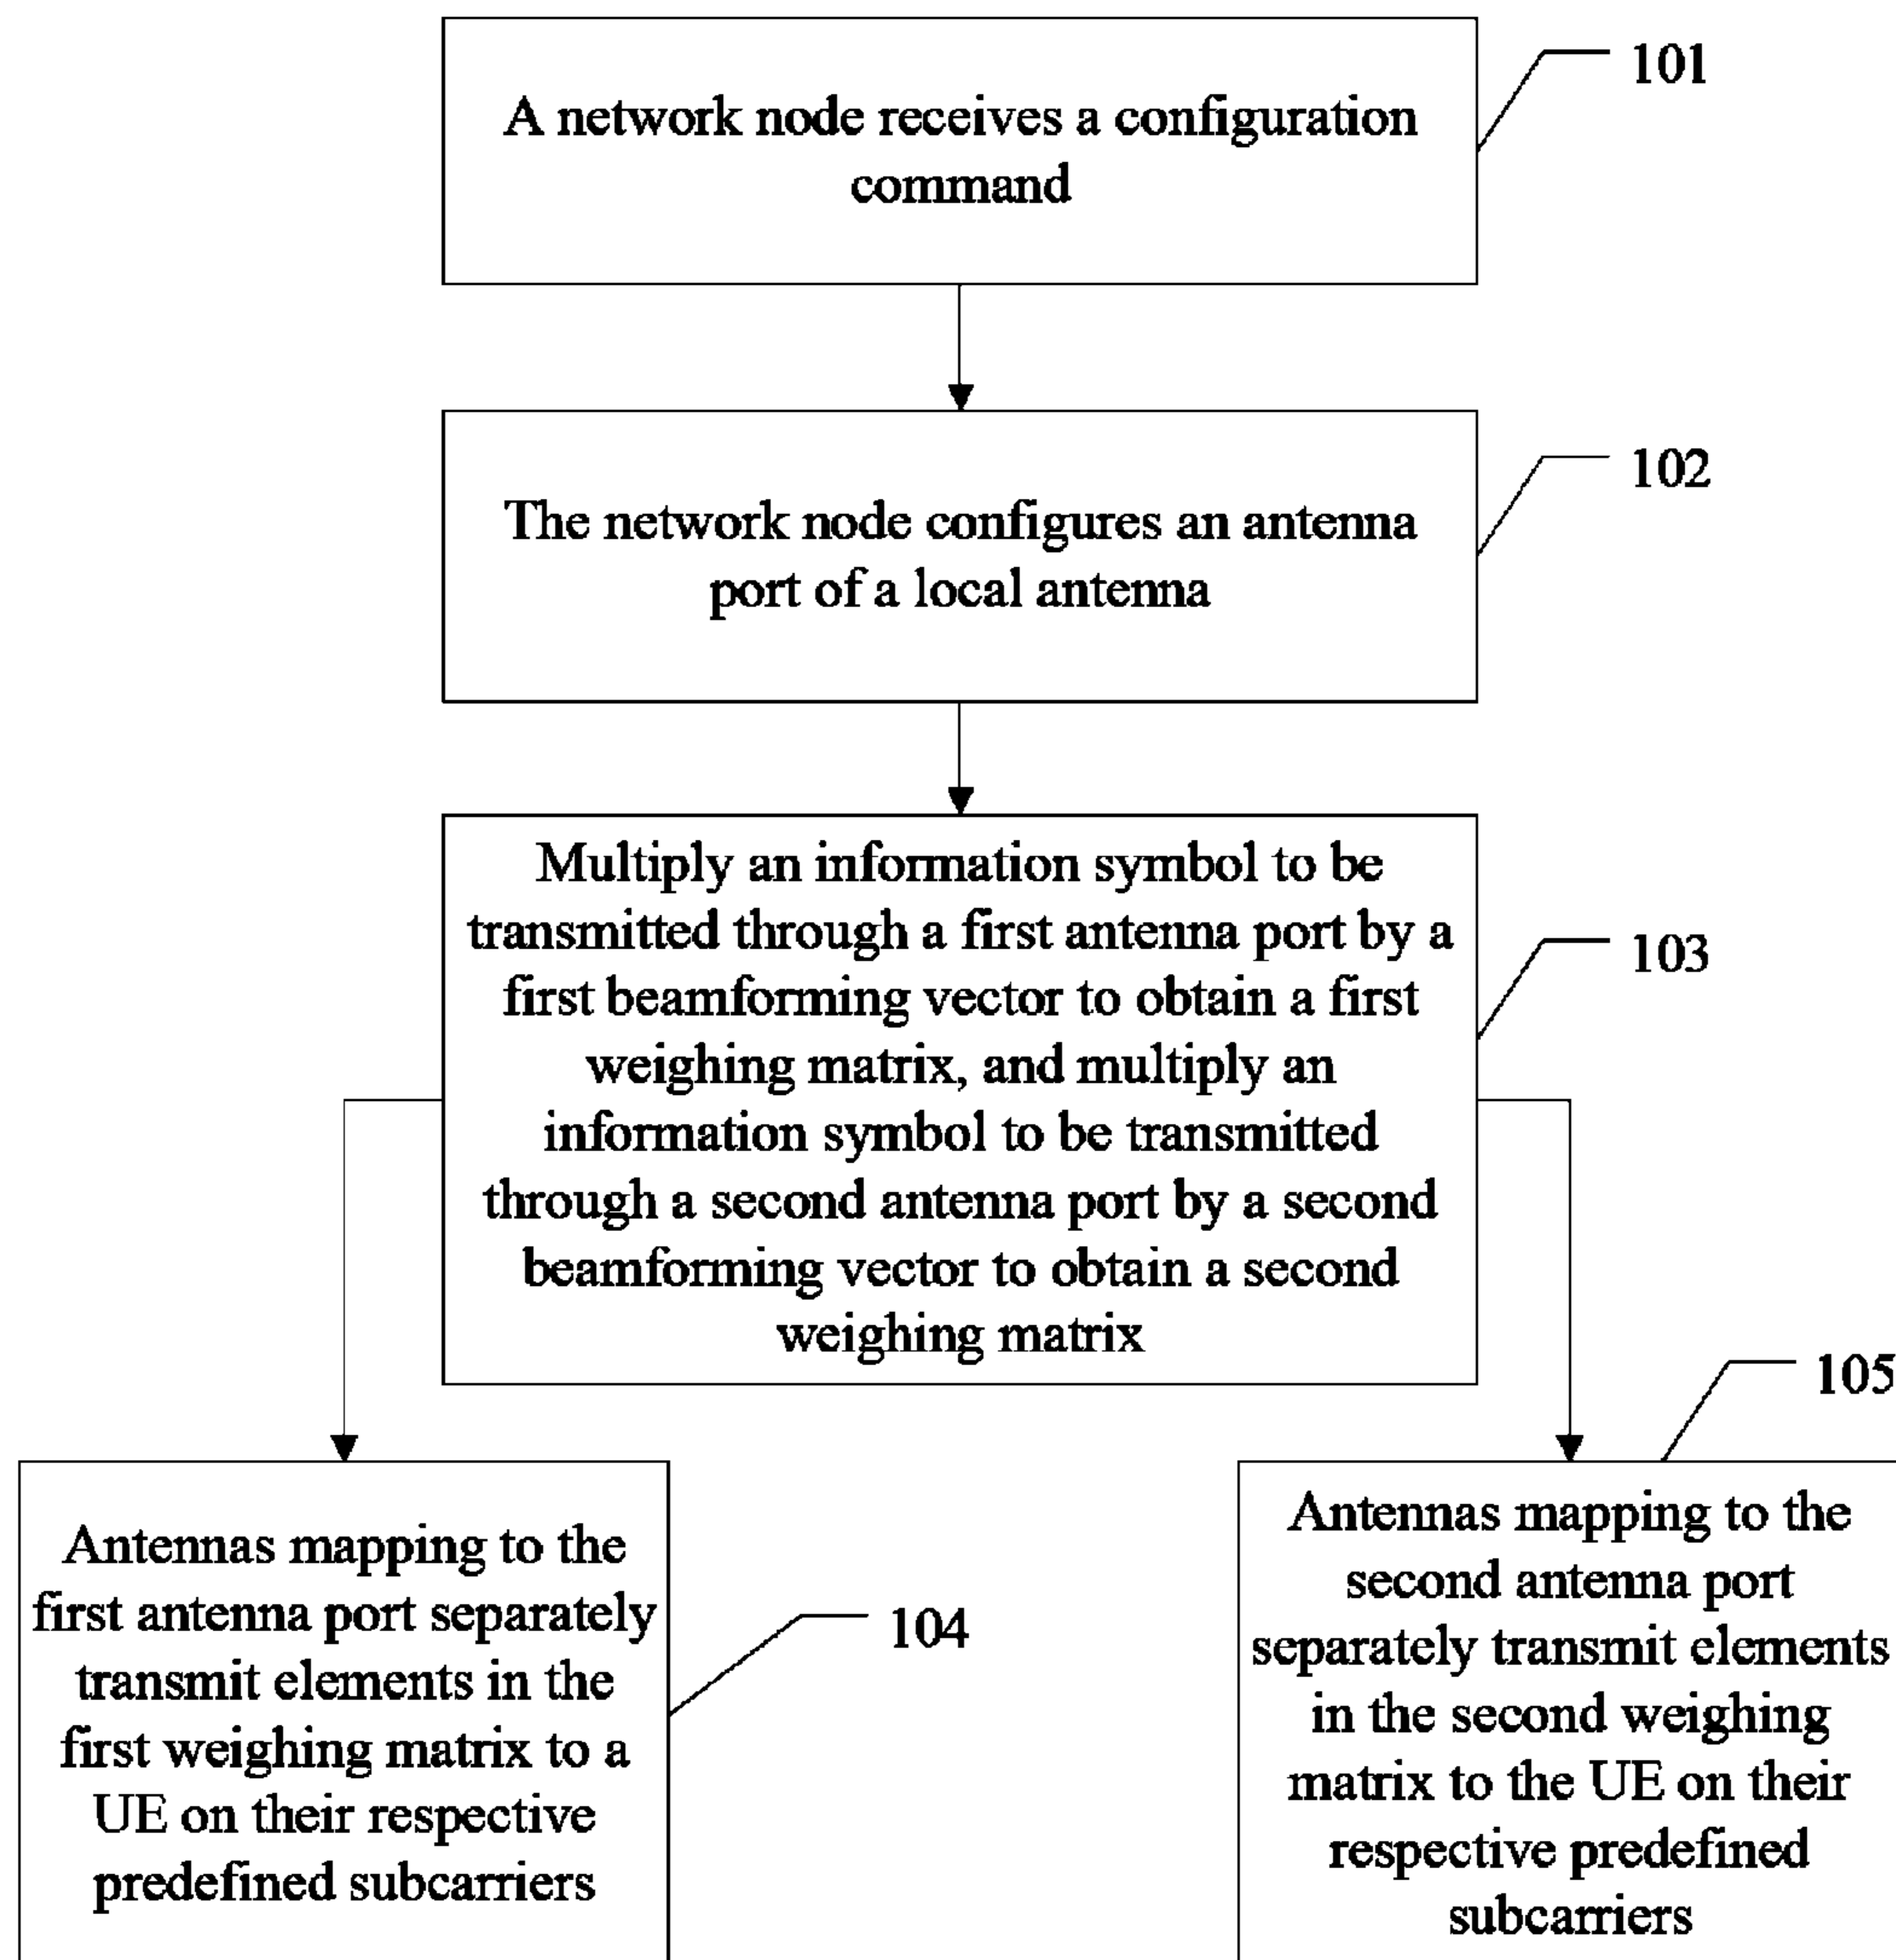 A network node receives a configuration
command
101
The network node configures an antenna
port of a local antenna
102
Multiply an information symbol to be
transmitted through a first antenna port by a
first beamforming vector to obtain a first
weighing matrix, and multiply an
information symbol to be transmitted
through a second antenna port by a second
beamforming vector to obtain a second
weighing matrix
103
Antennas mapping to the
first antenna port separately
transmit elements in the
first weighing matrix to a
UE on their respective
predefined subcarriers
104
Antennas mapping to the
second antenna port
separately transmit elements
in the second weighing
matrix to the UE on their
respective predefined
subcarriers
105